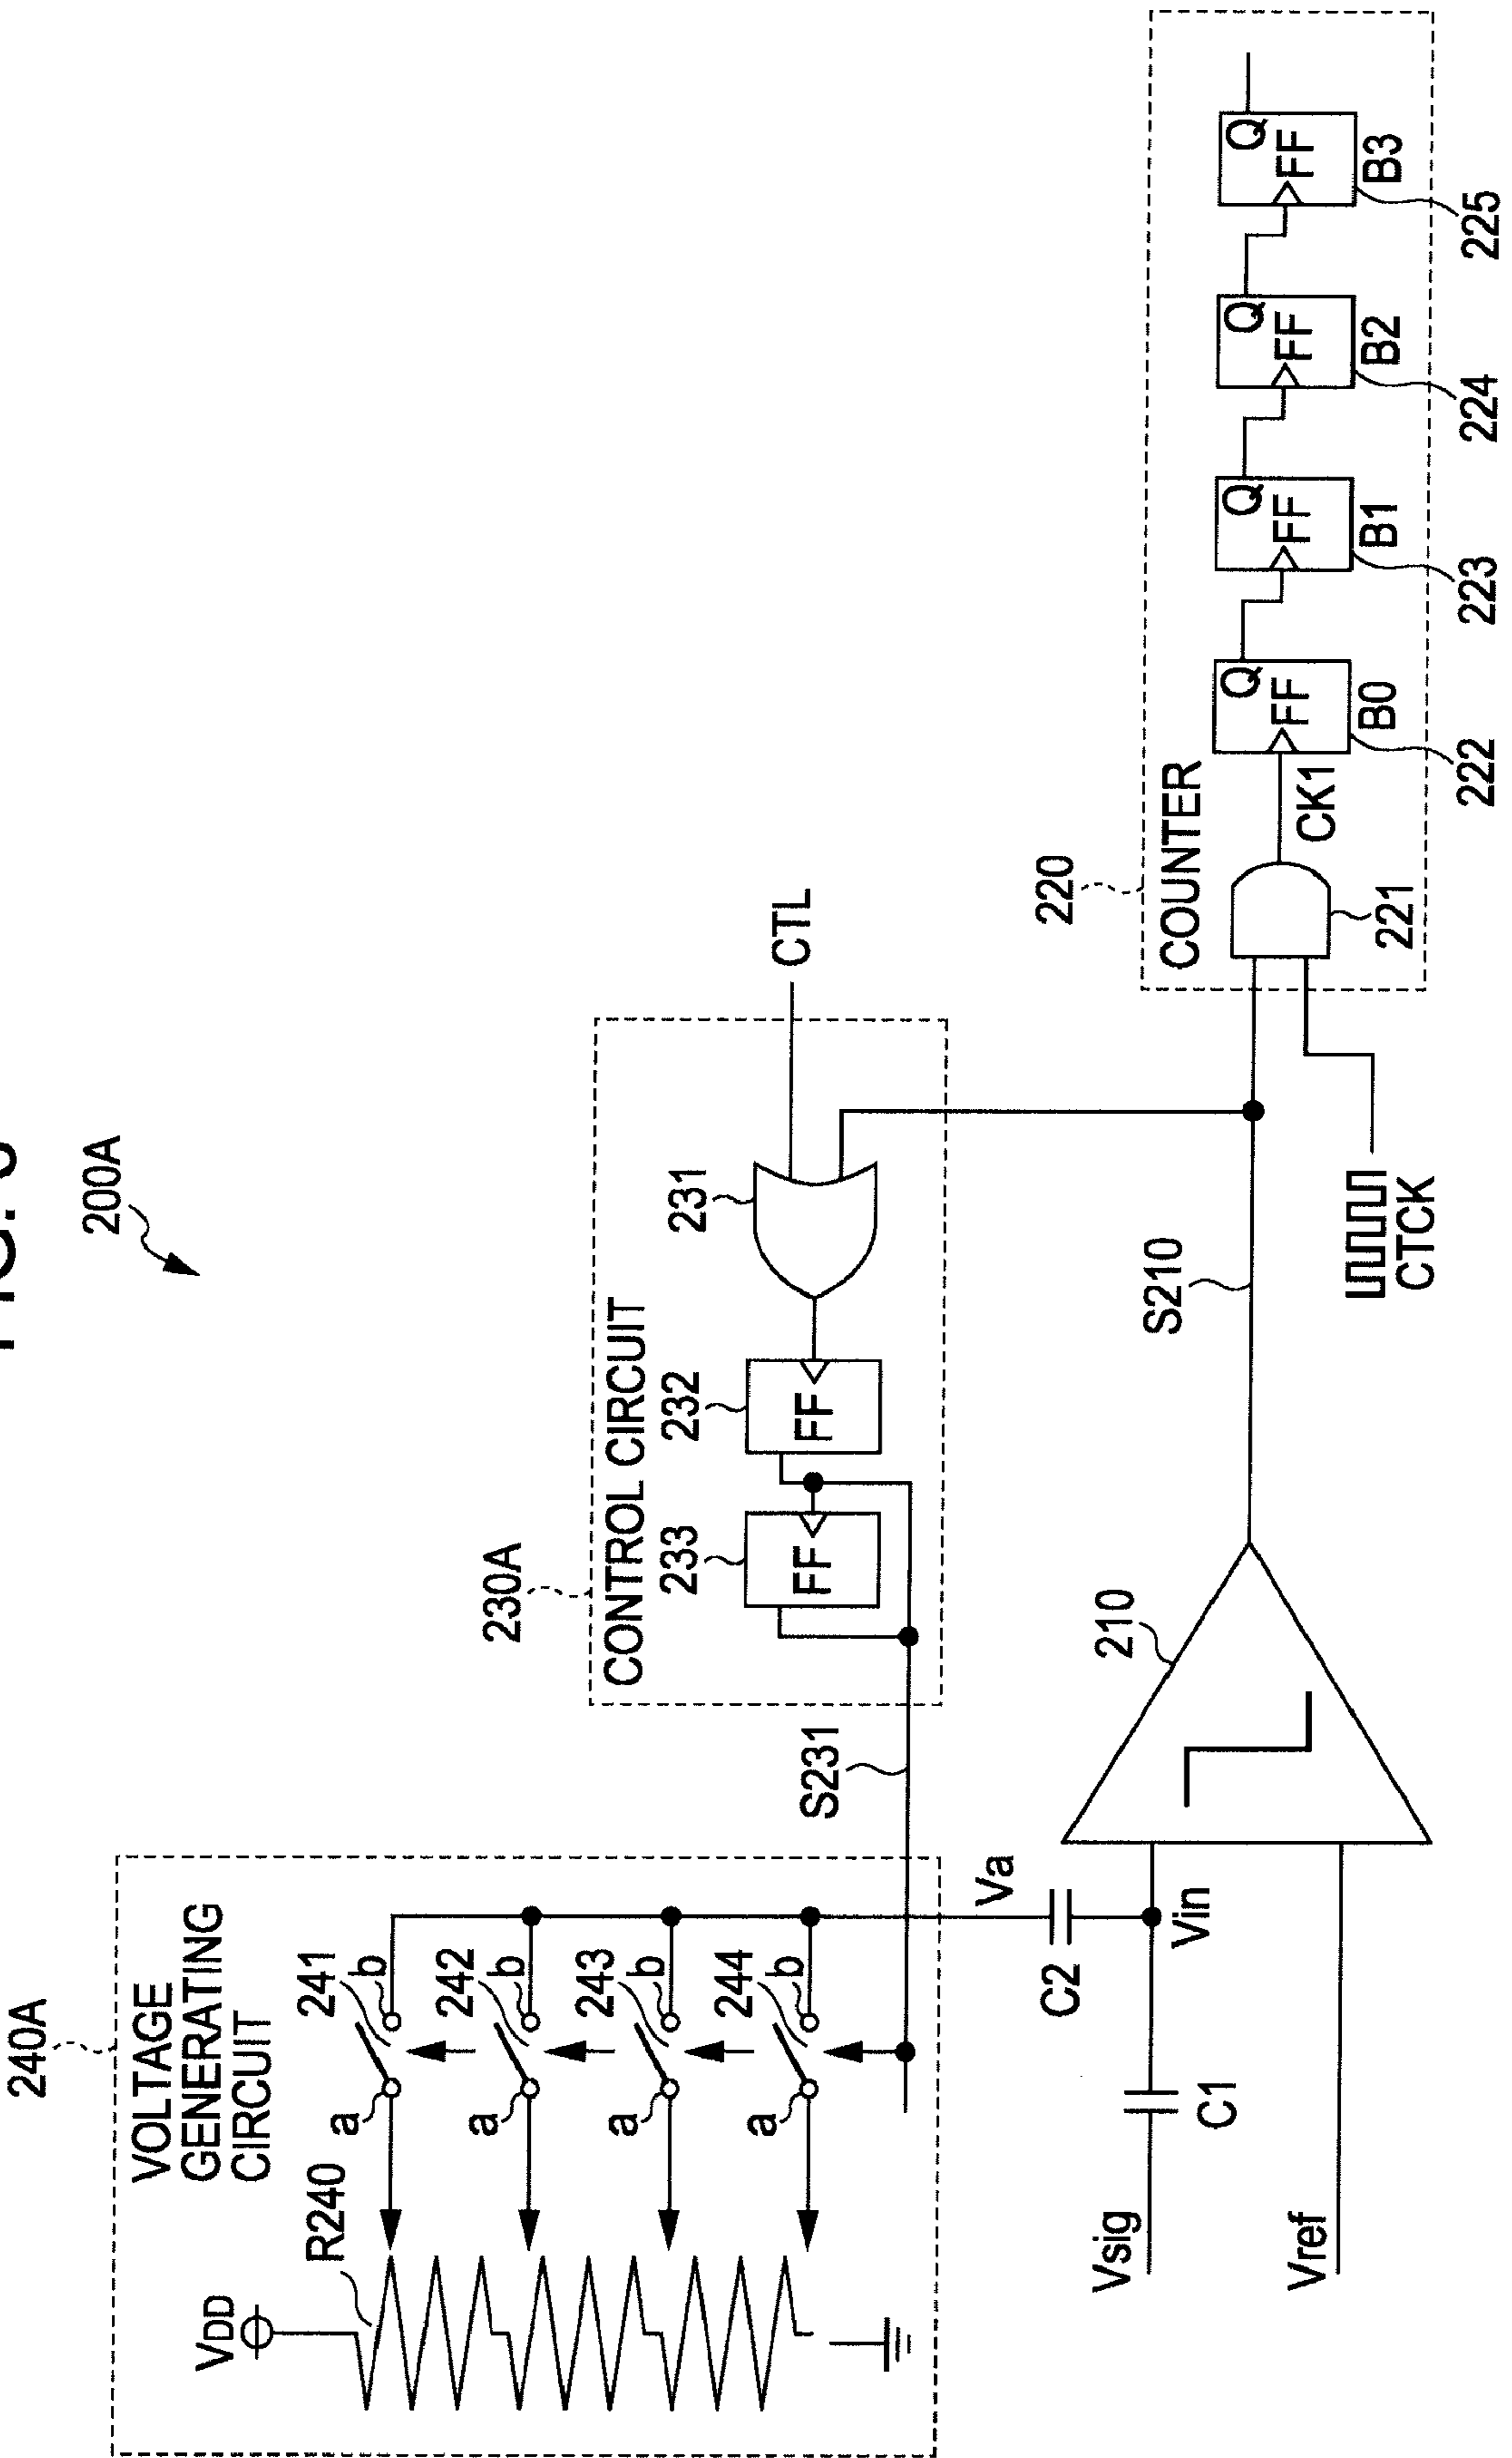 FIG.
200A
240A
VOLTAGE
GENERATING
CIRCUIT
VDD
R240
a
241
b
a
242
b
a
243
b
a
244
b
230A
CONTROL CIRCUIT
233
FF
232
FF
231
CTL
S231
Va
C2
Vin
C1
Vsig
Vref
210
S210
CTCK
220
COUNTER
221
CK1
Q
FF
B0
222
Q
FF
B1
223
Q
FF
B2
224
Q
FF
B3
225